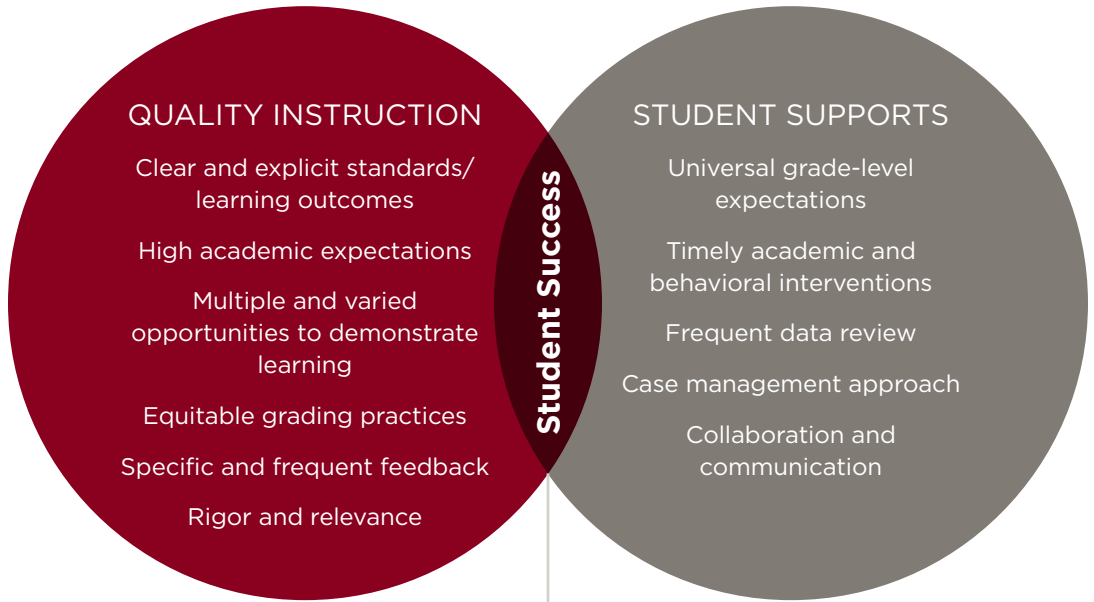 QUALITY INSTRUCTION
Clear and explicit standards/
learning outcomes
High academic expectations
Multiple and varied
opportunities to demonstrate
learning
Equitable grading practices
Specific and frequent feedback
Rigor and relevance
Student Success
STUDENT SUPPORTS
Universal grade-level
expectations
Timely academic and
behavioral interventions
Frequent data review
Case management approach
Collaboration and
communication